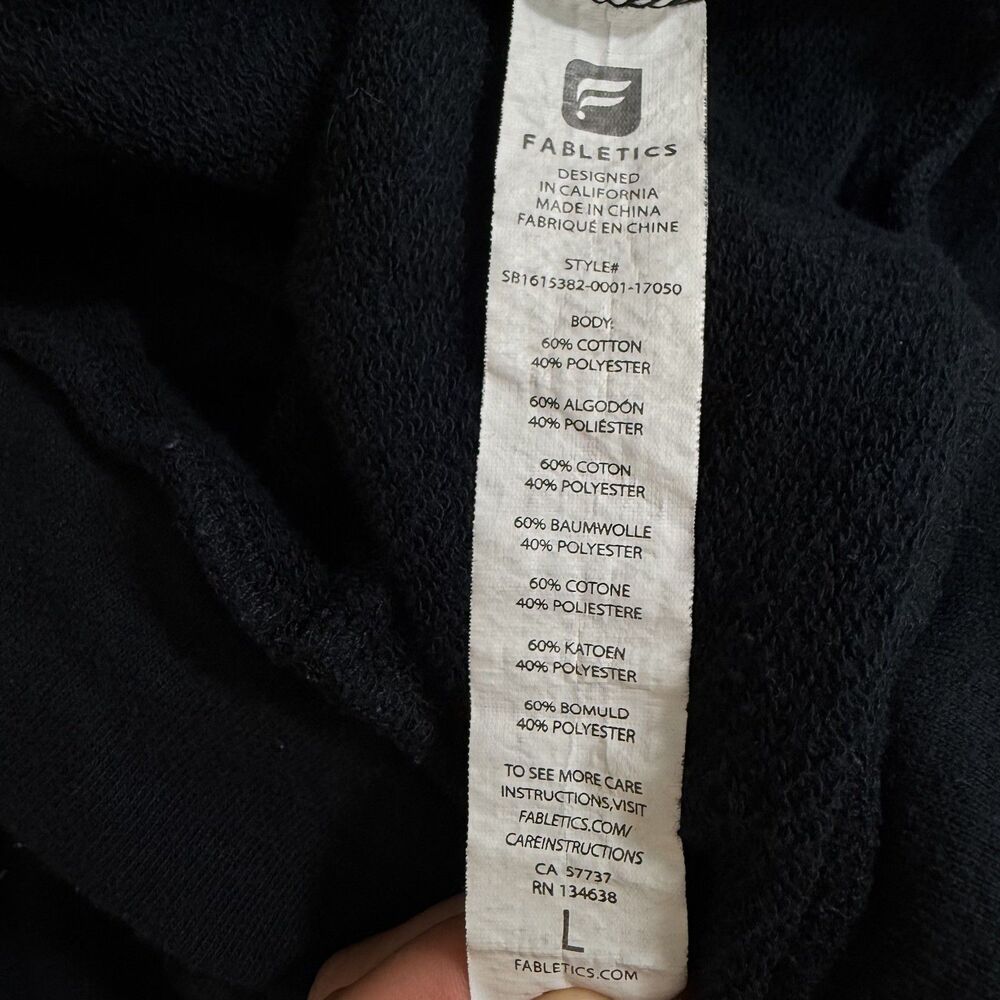 FABLETICS
DESIGNED
IN CALIFORNIA
MADE IN CHINA
FABRIQUÉ EN CHINE
STYLE#
SB1615382-0001-17050
BODY:
60% COTTON
40% POLYESTER
60% ALGODÓN
40% POLIÉSTER
60% COTON
40% POLYESTER
60% BAUMWOLLE
40% POLYESTER
60% COTONE
40% POLIESTERE
60% KATOEN
40% POLYESTER
60% BOMULD
40% POLYESTER
TO SEE MORE CARE
INSTRUCTIONS,VISIT
FABLETICS.COM/
CAREINSTRUCTIONS
CA 57737
RN 134638
L
FABLETICS.COM